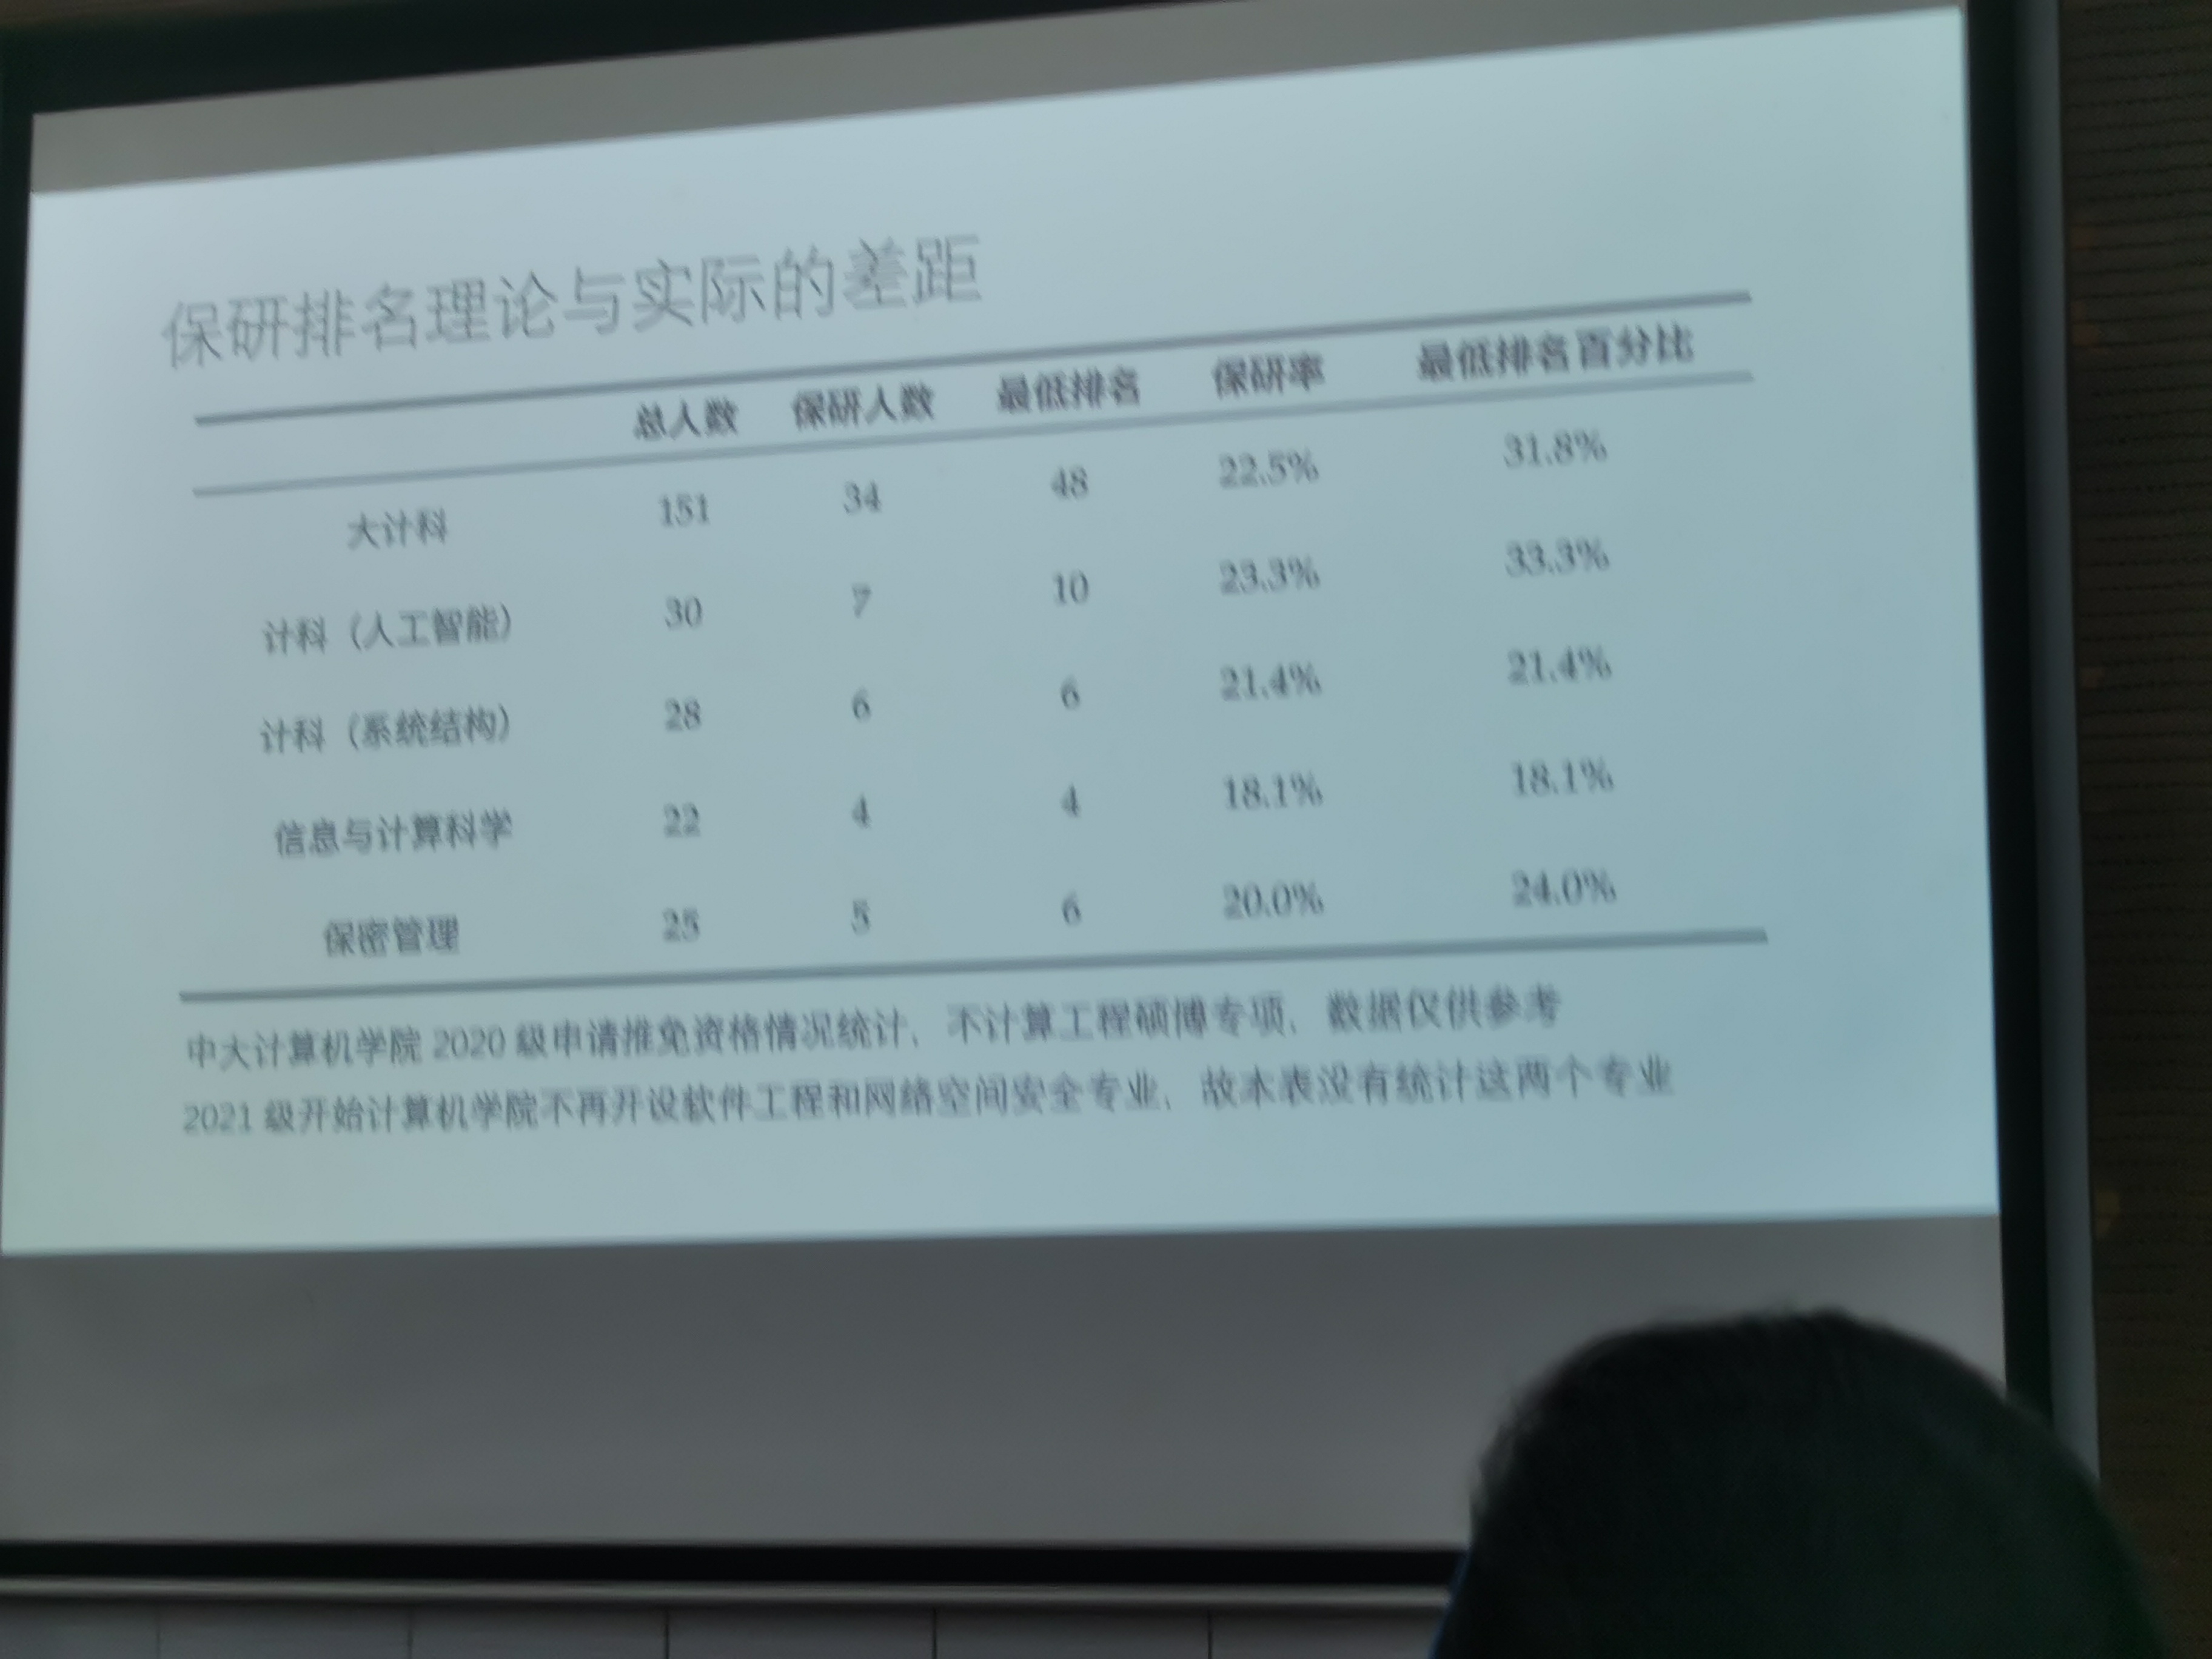 保研排名理论与实际的差距
总人数 保研人数 最低排名 保研率 最低排名百分比
大计科 151 34 48 22.5% 31.8%
计科（人工智能） 30 7 10 23.3% 33.3%
计科（系统结构） 28 6 6 21.4% 21.4%
信息与计算科学 22 4 4 18.1% 18.1%
保密管理 25 5 6 20.0% 24.0%
中大计算机学院 2020 级申请推免资格情况统计，不计算工程硕博专项，数据仅供参考
2021 级开始计算机学院不再开设软件工程和网络空间安全专业，故本表没有统计这两个专业